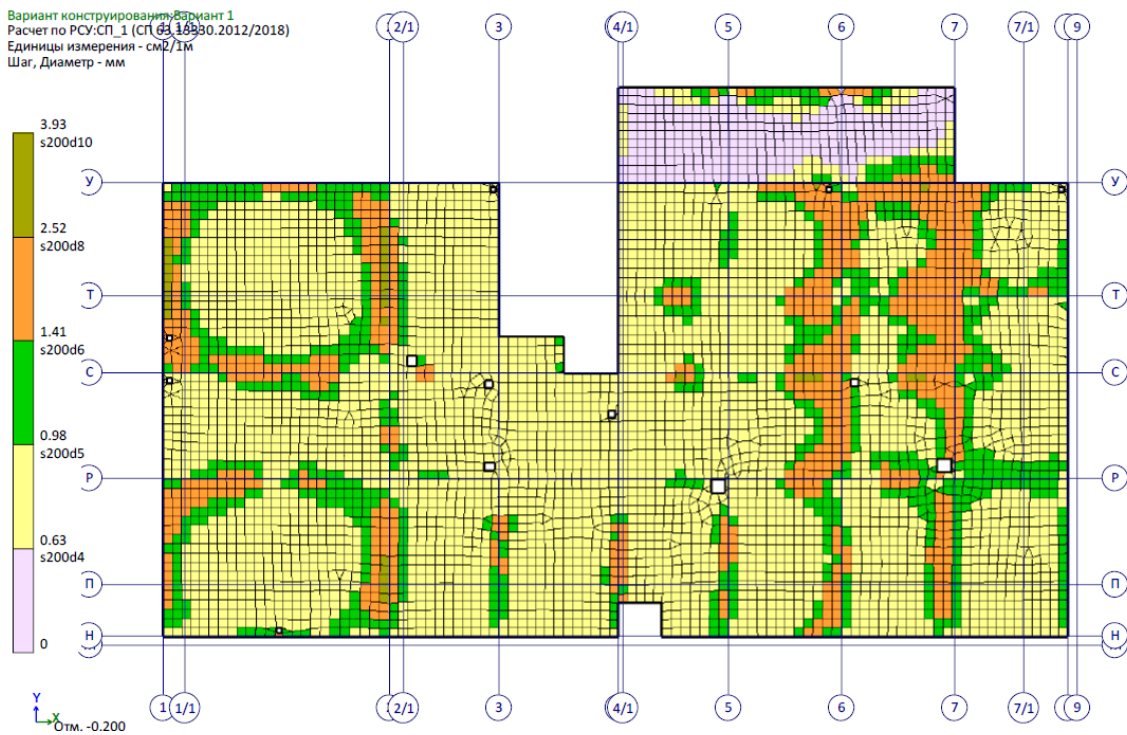 Вариант конструирования:Вариант 1
Расчет по РСУ:СП_1 (СП 63.13330.2012/2018)
Единицы измерения - см2/1м
Шаг, Диаметр - мм
1 1/1 2/1 3 4/1 5 6 7 7/1 9
3.93
s200d10
2.52
s200d8
1.41
s200d6
0.98
s200d5
0.63
s200d4
0
У У
Т Т
С С
Р Р
П П
Н Н
1 1/1 2/1 3 4/1 5 6 7 7/1 9
Y
X
Отм. -0.200